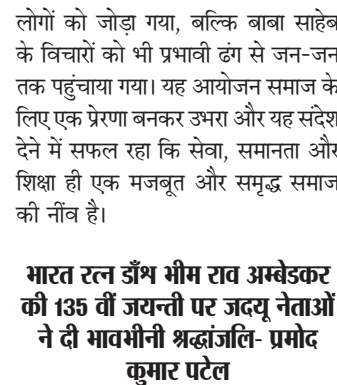 लोगों को जोड़ा गया, बल्कि बाबा साहेब
के विचारों को भी प्रभावी ढंग से जन-जन
तक पहुंचाया गया। यह आयोजन समाज के
लिए एक प्रेरणा बनकर उभरा और यह संदेश
देने में सफल रहा कि सेवा, समानता और
शिक्षा ही एक मजबूत और समृद्ध समाज
की नींव है।
भारत रत्न डॉंश भीम राव अम्बेडकर
की 135 वीं जयन्ती पर जदयू नेताओं
ने दी भावभीनी श्रद्धांजलि- प्रमोद
कुमार पटेल